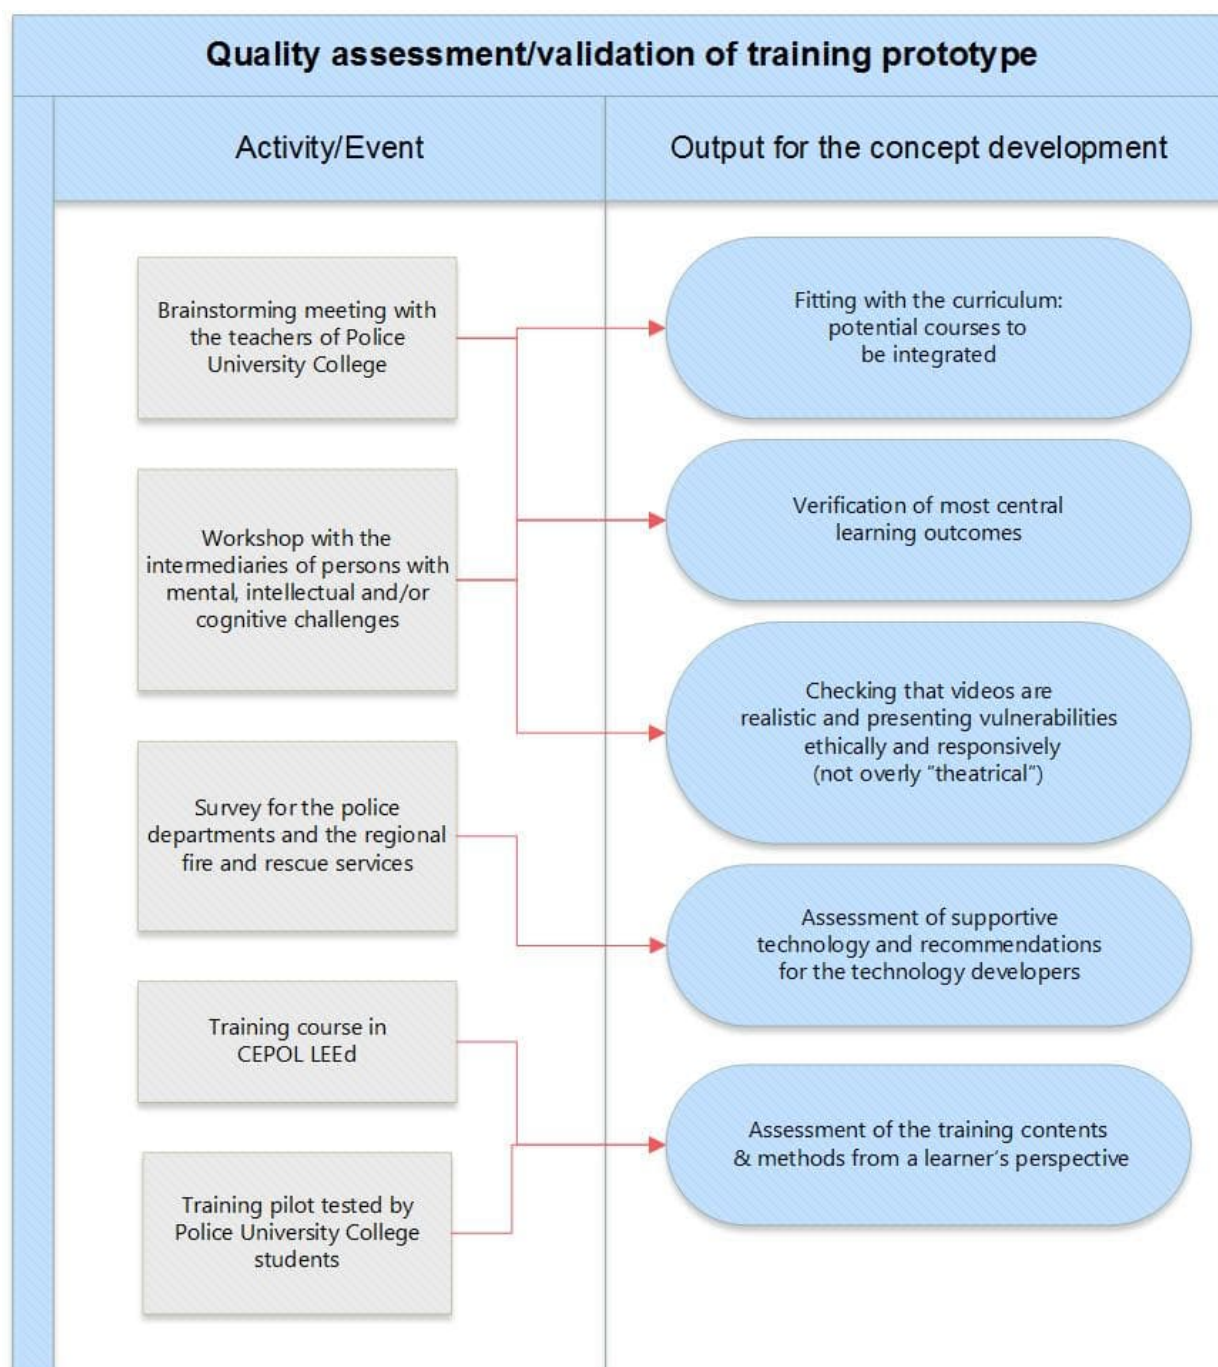 Quality assessment/validation of training prototype
Activity/Event
Output for the concept development
Brainstorming meeting with
the teachers of Police
University College
Fitting with the curriculum:
potential courses to
be integrated
Workshop with the
intermediaries of persons with
mental, intellectual and/or
cognitive challenges
Verification of most central
learning outcomes
Checking that videos are
realistic and presenting vulnerabilities
ethically and responsively
(not overly "theatrical")
Survey for the police
departments and the regional
fire and rescue services
Assessment of supportive
technology and recommendations
for the technology developers
Training course in
CEPOL LEEd
Assessment of the training contents
& methods from a learner's perspective
Training pilot tested by
Police University College
students